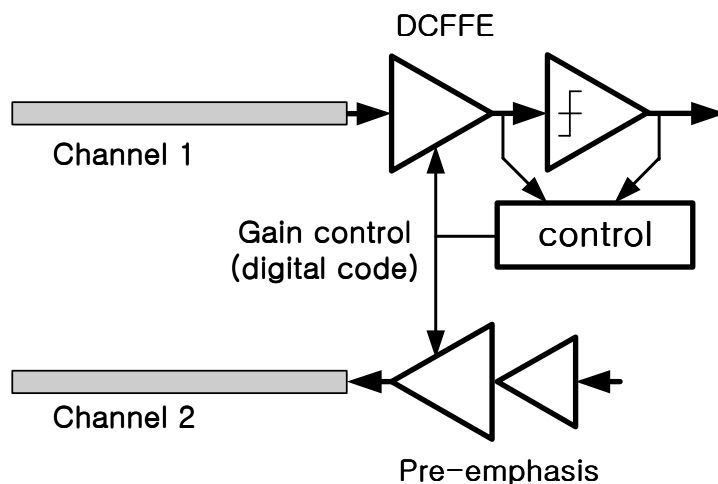 DCFFE
Channel 1
Gain control
(digital code)
control
Channel 2
Pre-emphasis